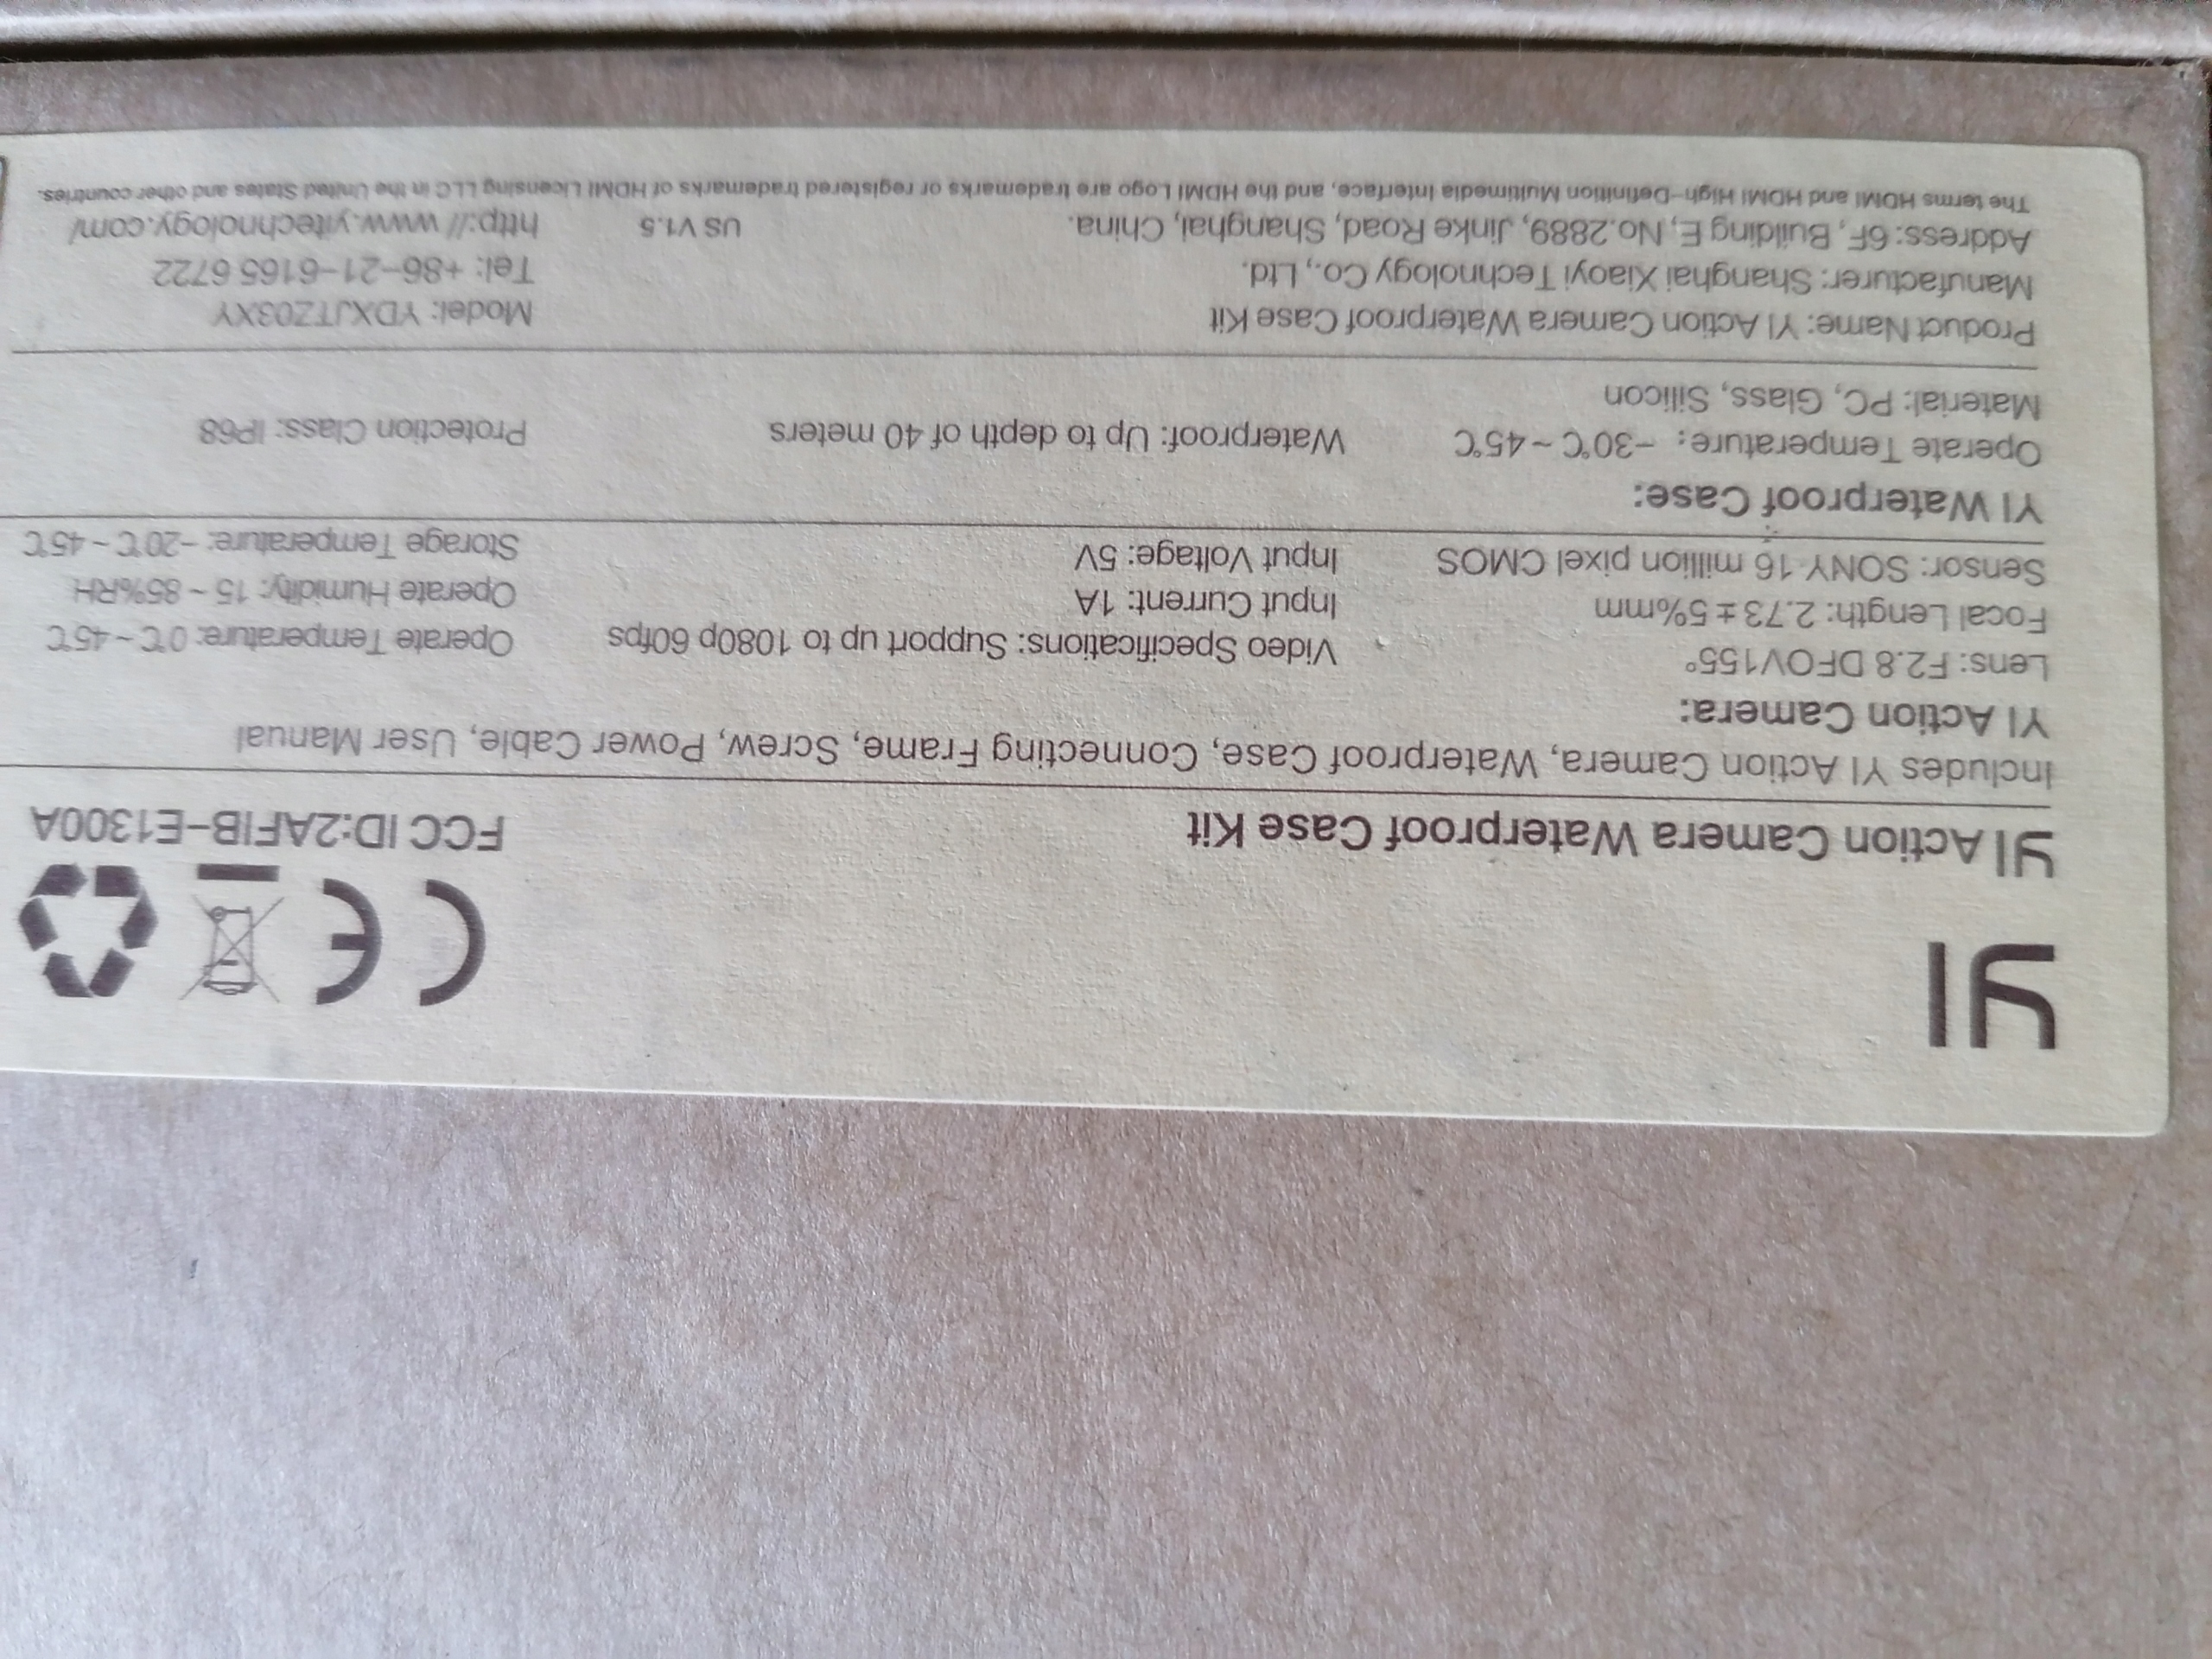 YI
YI Action Camera Waterproof Case Kit
FCC ID:2AFIB-E1300A
Includes YI Action Camera, Waterproof Case, Connecting Frame, Screw, Power Cable, User Manual
YI Action Camera:
Lens: F2.8 DFOV155° Video Specifications: Support up to 1080p 60fps Operate Temperature: 0℃ ~ 45℃
Focal Length: 2.73 ± 5%mm Input Current: 1A Operate Humidity: 15 ~ 85%RH
Sensor: SONY 16 million pixel CMOS Input Voltage: 5V Storage Temperature: -20℃ ~ 45℃
YI Waterproof Case:
Operate Temperature: -30℃ ~ 45℃ Waterproof: Up to depth of 40 meters Protection Class: IP68
Material: PC, Glass, Silicon
Product Name: YI Action Camera Waterproof Case Kit Model: YDXJTZ03XY
Manufacturer: Shanghai Xiaoyi Technology Co., Ltd. Tel: +86-21-6165 6722
Address: 6F, Building E, No.2889, Jinke Road, Shanghai, China. US V1.5 http://www.yitechnology.com/
The terms HDMI and HDMI High-Definition Multimedia Interface, and the HDMI Logo are trademarks or registered trademarks of HDMI Licensing LLC in the United States and other countries.